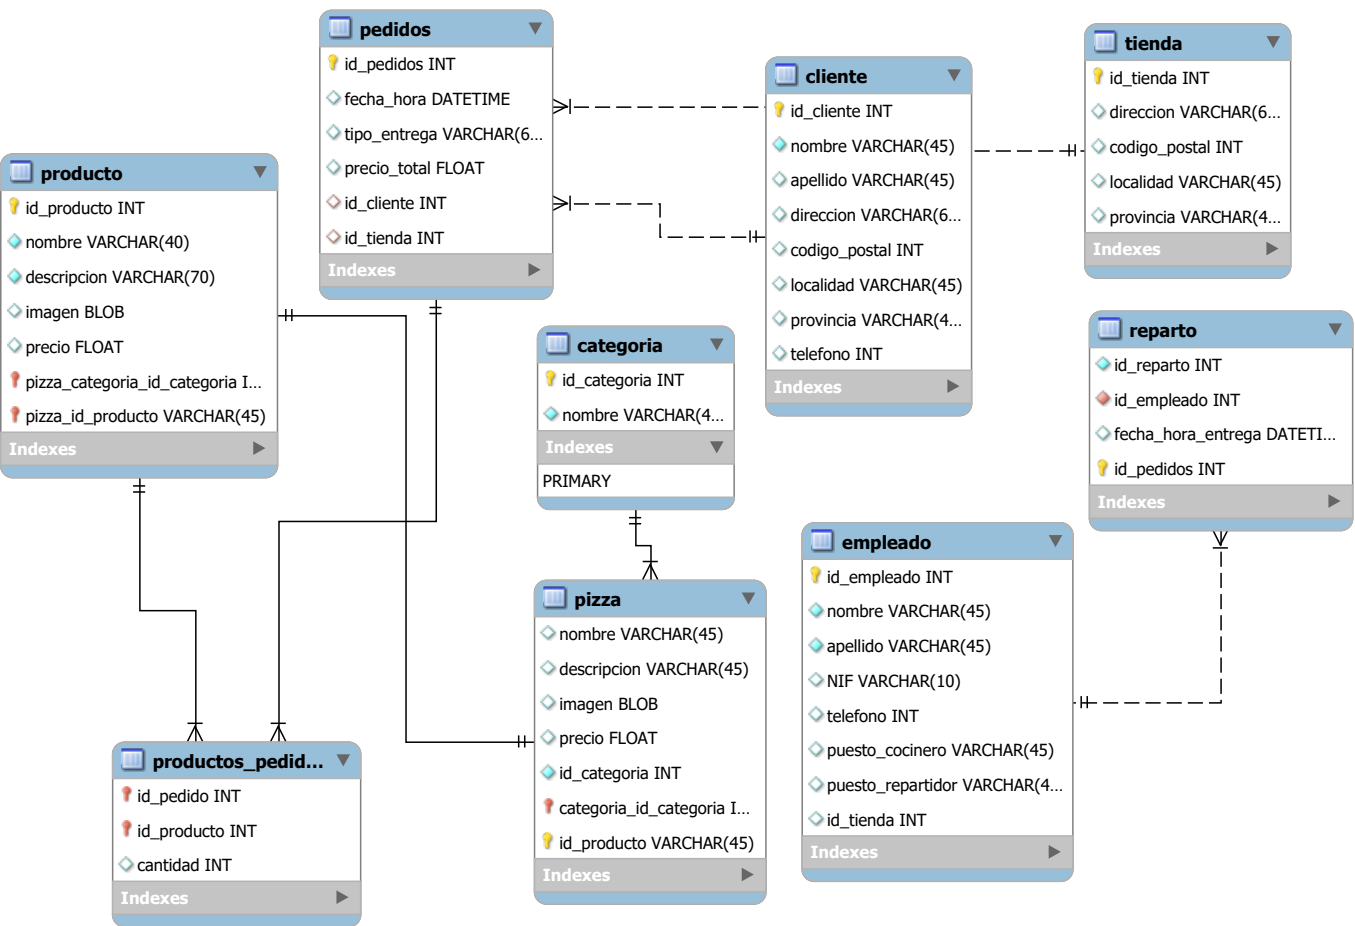 pedidos
id_pedidos INT
fecha_hora DATETIME
tipo_entrega VARCHAR(6...
precio_total FLOAT
id_cliente INT
id_tienda INT
Indexes
cliente
id_cliente INT
nombre VARCHAR(45)
apellido VARCHAR(45)
direccion VARCHAR(6...
codigo_postal INT
localidad VARCHAR(45)
provincia VARCHAR(4...
telefono INT
Indexes
tienda
id_tienda INT
direccion VARCHAR(6...
codigo_postal INT
localidad VARCHAR(45)
provincia VARCHAR(4...
Indexes
producto
id_producto INT
nombre VARCHAR(40)
descripcion VARCHAR(70)
imagen BLOB
precio FLOAT
pizza_categoria_id_categoria I...
pizza_id_producto VARCHAR(45)
Indexes
categoria
id_categoria INT
nombre VARCHAR(4...
Indexes
PRIMARY
reparto
id_reparto INT
id_empleado INT
fecha_hora_entrega DATETI...
id_pedidos INT
Indexes
empleado
id_empleado INT
nombre VARCHAR(45)
apellido VARCHAR(45)
NIF VARCHAR(10)
telefono INT
puesto_cocinero VARCHAR(45)
puesto_repartidor VARCHAR(4...
id_tienda INT
Indexes
pizza
nombre VARCHAR(45)
descripcion VARCHAR(45)
imagen BLOB
precio FLOAT
id_categoria INT
categoria_id_categoria I...
id_producto VARCHAR(45)
Indexes
productos_pedid...
id_pedido INT
id_producto INT
cantidad INT
Indexes